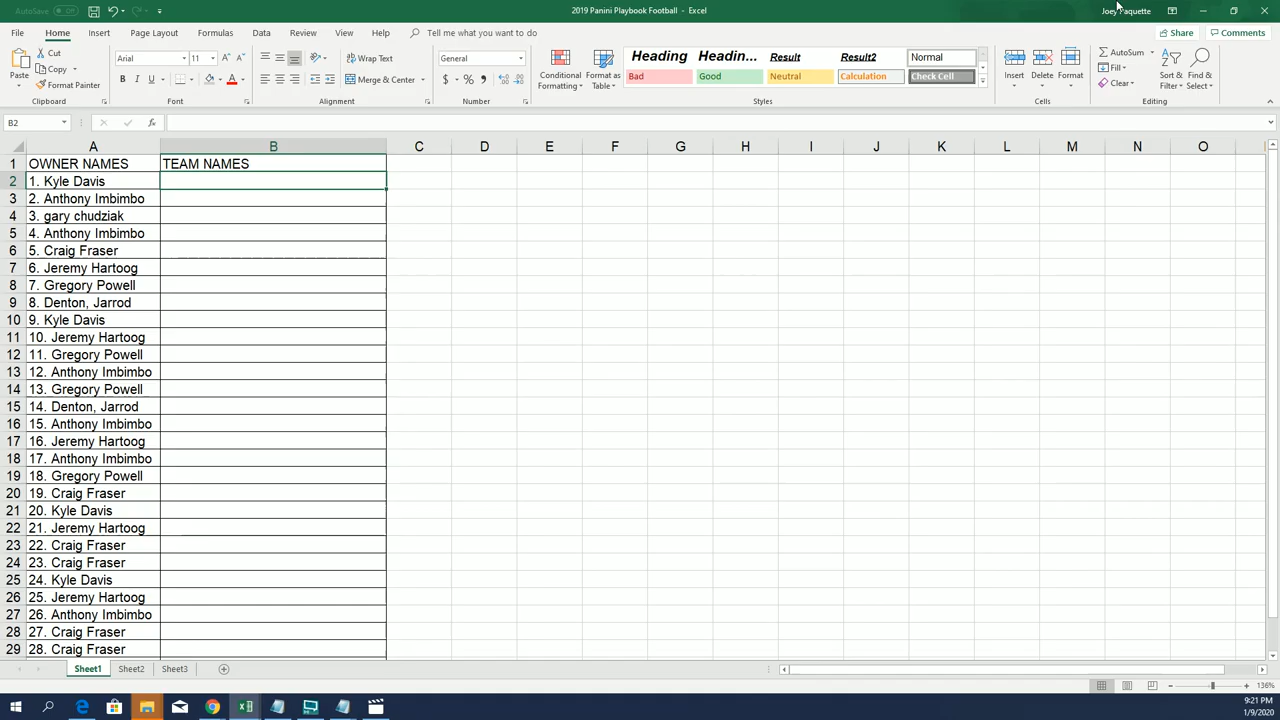 AutoSave Off 2019 Panini Playbook Football - Excel Joey Paquette
File Home Insert Page Layout Formulas Data Review View Help Tell me what you want to do Share Comments
Paste Cut Copy Format Painter Clipboard
Arial 11 B I U Font
Wrap Text Merge & Center Alignment
General $ % Number
Conditional Formatting Format as Table
Heading Headin... Result Result2 Normal
Bad Good Neutral Calculation Check Cell
Styles
Insert Delete Format Cells
AutoSum Fill Clear Sort & Filter Find & Select Editing
B2 fx
A B C D E F G H I J K L M N O
1 OWNER NAMES TEAM NAMES
2 1. Kyle Davis
3 2. Anthony Imbimbo
4 3. gary chudziak
5 4. Anthony Imbimbo
6 5. Craig Fraser
7 6. Jeremy Hartoog
8 7. Gregory Powell
9 8. Denton, Jarrod
10 9. Kyle Davis
11 10. Jeremy Hartoog
12 11. Gregory Powell
13 12. Anthony Imbimbo
14 13. Gregory Powell
15 14. Denton, Jarrod
16 15. Anthony Imbimbo
17 16. Jeremy Hartoog
18 17. Anthony Imbimbo
19 18. Gregory Powell
20 19. Craig Fraser
21 20. Kyle Davis
22 21. Jeremy Hartoog
23 22. Craig Fraser
24 23. Craig Fraser
25 24. Kyle Davis
26 25. Jeremy Hartoog
27 26. Anthony Imbimbo
28 27. Craig Fraser
29 28. Craig Fraser
Sheet1 Sheet2 Sheet3
136%
9:21 PM
1/9/2020